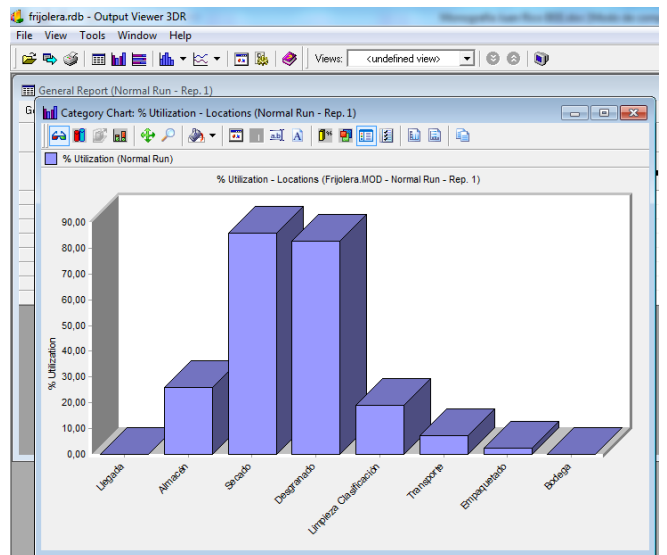 frijolera.rdb - Output Viewer 3DR
File View Tools Window Help
Views: <undefined view>
General Report (Normal Run - Rep. 1)
Category Chart: % Utilization - Locations (Normal Run - Rep. 1)
% Utilization (Normal Run)
% Utilization - Locations (Frijolera.MOD - Normal Run - Rep. 1)
90,00
80,00
70,00
60,00
50,00
40,00
30,00
20,00
10,00
0,00
% Utilization
Llegada
Almacén
Secado
Desgranado
Limpieza Clasificación
Transporte
Empaquetado
Bodega